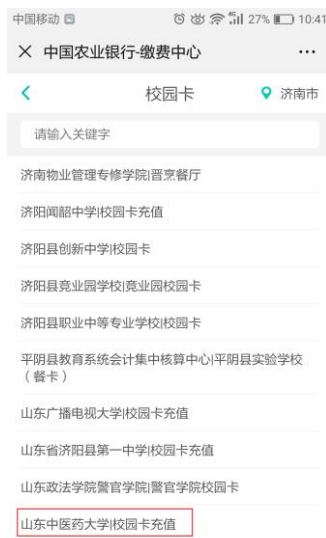 中国移动 27% 10:41
× 中国农业银行-缴费中心 ...
校园卡 济南市
请输入关键字
济南物业管理专修学院|晋烹餐厅
济阳闻韶中学|校园卡充值
济阳县创新中学|校园卡
济阳县竞业园学校|竞业园校园卡
济阳县职业中等专业学校|校园卡
平阴县教育系统会计集中核算中心|平阴县实验学校
（餐卡）
山东广播电视大学|校园卡充值
山东省济阳县第一中学|校园卡充值
山东政法学院警官学院|警官学院校园卡
山东中医药大学|校园卡充值